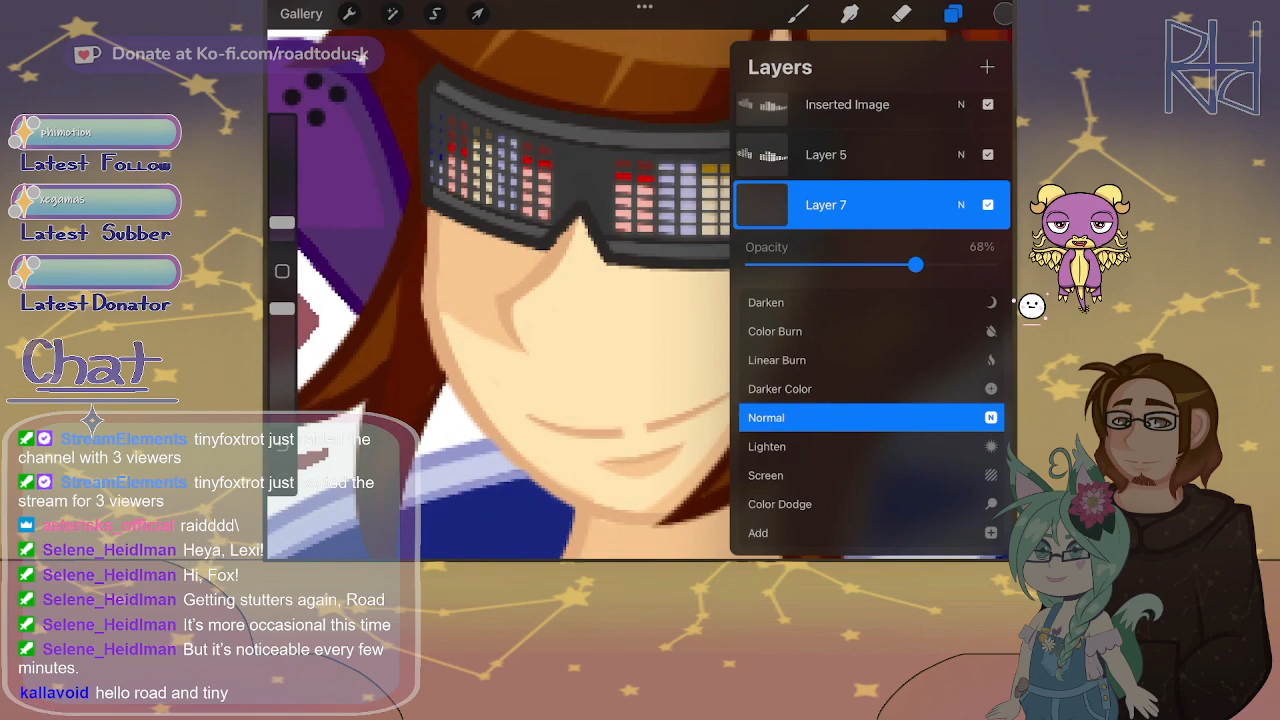 Gallery
Donate at Ko-fi.com/roadtodusk
phimotion
Latest Follow
xegamas
Latest Subber
Latest Donator
Chat
StreamElements tinyfoxtrot just raided the
channel with 3 viewers
StreamElements tinyfoxtrot just
stream for 3 viewers
raidddd\
Selene_Heidlman Heya, Lexi!
Selene_Heidlman Hi, Fox!
Selene_Heidlman Getting stutters again, Road
Selene_Heidlman It's more occasional this time
Selene_Heidlman But it's noticeable every few
minutes.
kallavoid hello road and tiny
Layers
Inserted Image N
Layer 5 N
Layer 7 N
Opacity 68%
Darken
Color Burn
Linear Burn
Darker Color
Normal N
Lighten
Screen
Color Dodge
Add